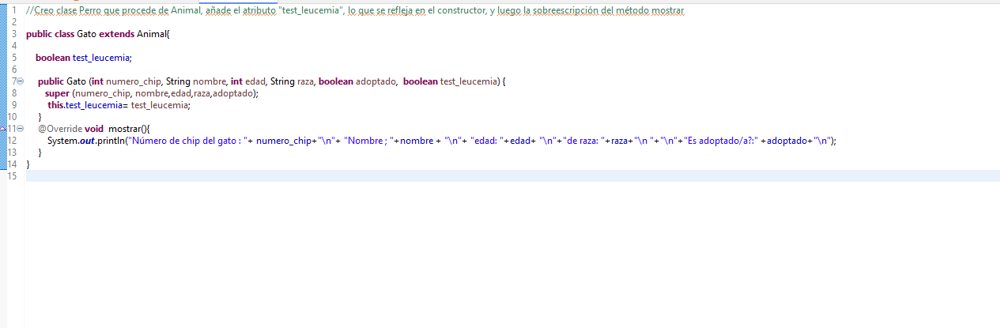 1 //Creo clase Perro que procede de Animal, añade el atributo "test_leucemia", lo que se refleja en el constructor, y luego la sobreescripción del método mostrar
2
3 public class Gato extends Animal{
4
5 boolean test_leucemia;
6
7 public Gato (int numero_chip, String nombre, int edad, String raza, boolean adoptado,  boolean test_leucemia) {
8 super (numero_chip, nombre,edad,raza,adoptado);
9 this.test_leucemia= test_leucemia;
10 }
11 @Override void  mostrar(){
12 System.out.println("Número de chip del gato : "+ numero_chip+"\n"+ "Nombre ; "+nombre + "\n"+ "edad: "+edad+ "\n"+"de raza: "+raza+"\n "+"\n"+"Es adoptado/a?:" +adoptado+"\n");
13 }
14 }
15